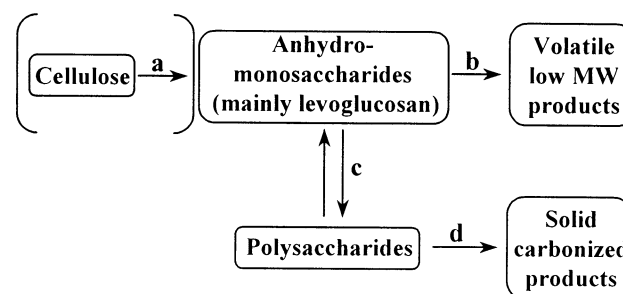 Cellulose
a
Anhydro-
monosaccharides
(mainly levoglucosan)
b
Volatile
low MW
products
c
Polysaccharides
d
Solid
carbonized
products